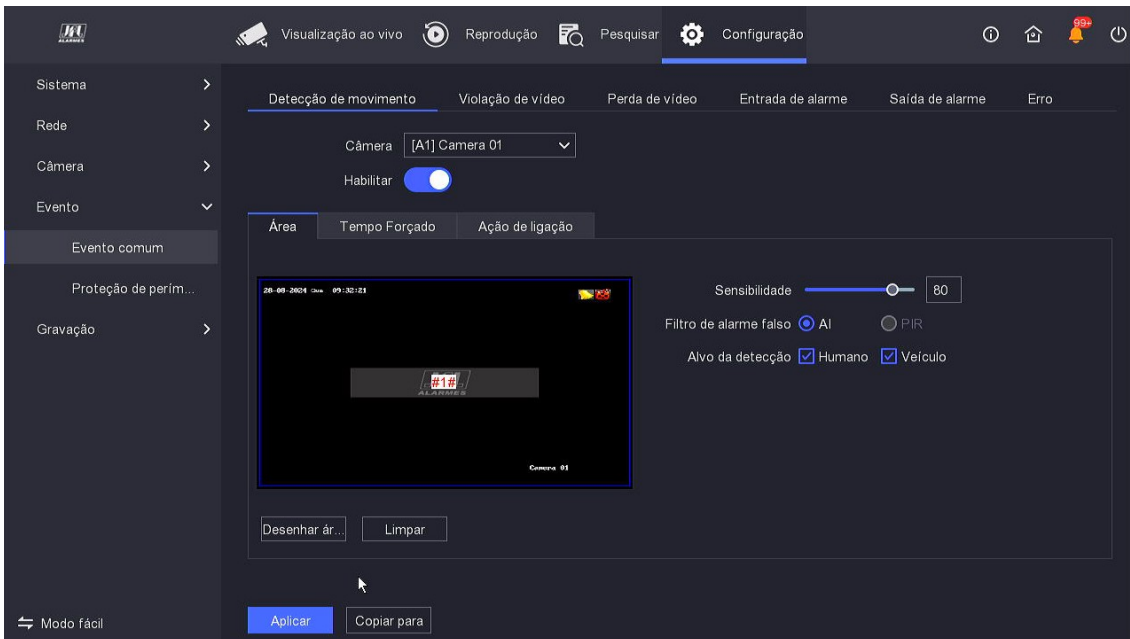 JFL
ALARMES
Visualização ao vivo
Reprodução
Pesquisar
Configuração
99+
Sistema
Rede
Câmera
Evento
Evento comum
Proteção de perím...
Gravação
Modo fácil
Detecção de movimento
Violação de vídeo
Perda de vídeo
Entrada de alarme
Saída de alarme
Erro
Câmera [A1] Camera 01
Habilitar
Área
Tempo Forçado
Ação de ligação
28-08-2024 Qua 09:32:21
#1#
ALARMES
Camera 01
Sensibilidade 80
Filtro de alarme falso AI PIR
Alvo da detecção Humano Veículo
Desenhar ár...
Limpar
Aplicar
Copiar para